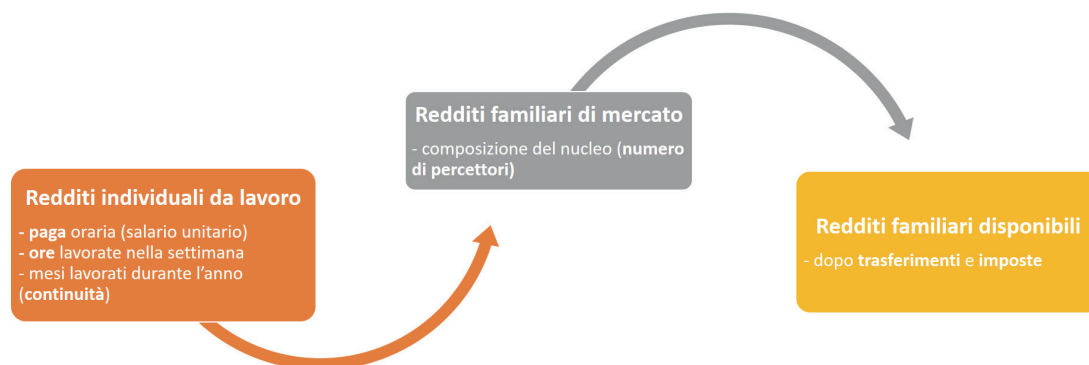 Redditi individuali da lavoro
- paga oraria (salario unitario)
- ore lavorate nella settimana
- mesi lavorati durante l'anno
(continuità)
Redditi familiari di mercato
- composizione del nucleo (numero
di percettori)
Redditi familiari disponibili
- dopo trasferimenti e imposte